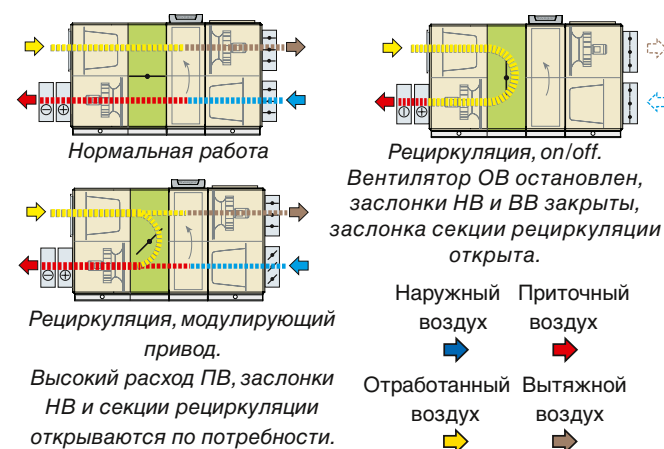 Нормальная работа
Рециркуляция, on/off.
Вентилятор ОВ остановлен,
заслонки НВ и ВВ закрыты,
заслонка секции рециркуляции
открыта.
Рециркуляция, модулирующий
привод.
Высокий расход ПВ, заслонки
НВ и секции рециркуляции
открываются по потребности.
Наружный воздух
Приточный воздух
Отработанный воздух
Вытяжной воздух